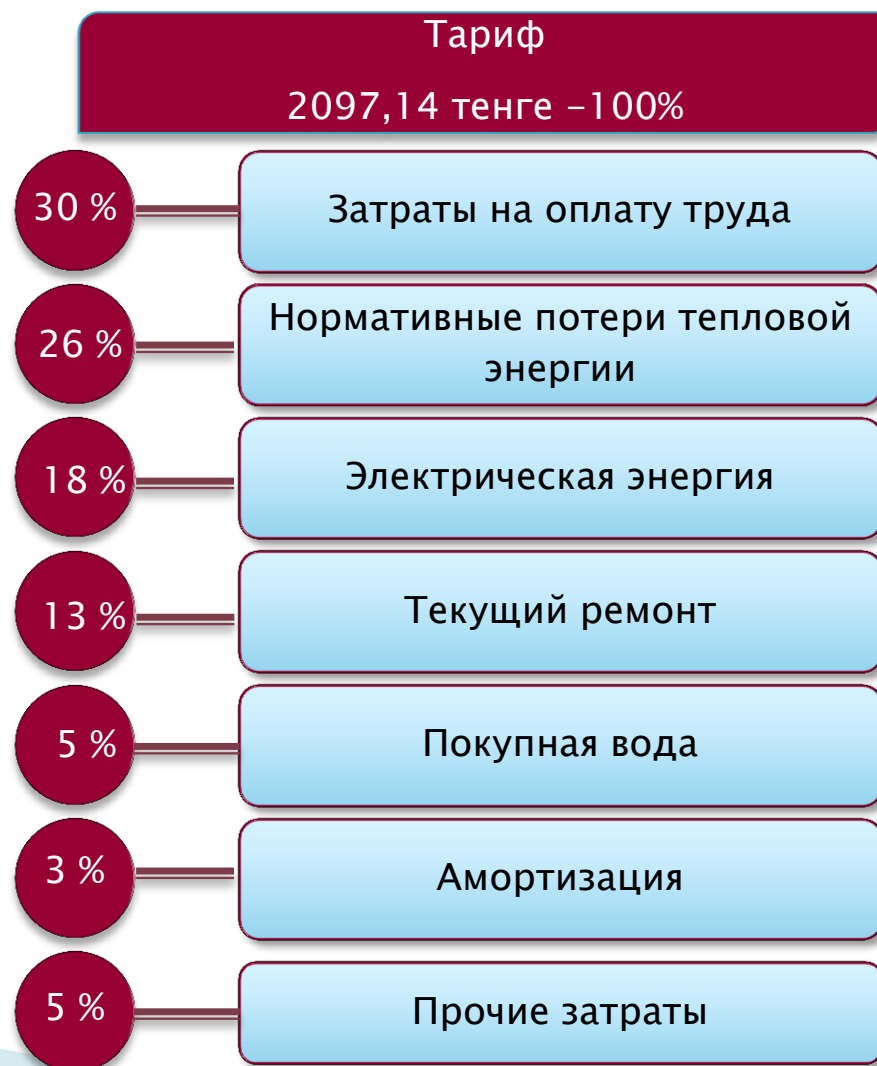 Тариф
2097,14 тенге –100%
30 %
Затраты на оплату труда
26 %
Нормативные потери тепловой
энергии
18 %
Электрическая энергия
13 %
Текущий ремонт
5 %
Покупная вода
3 %
Амортизация
5 %
Прочие затраты